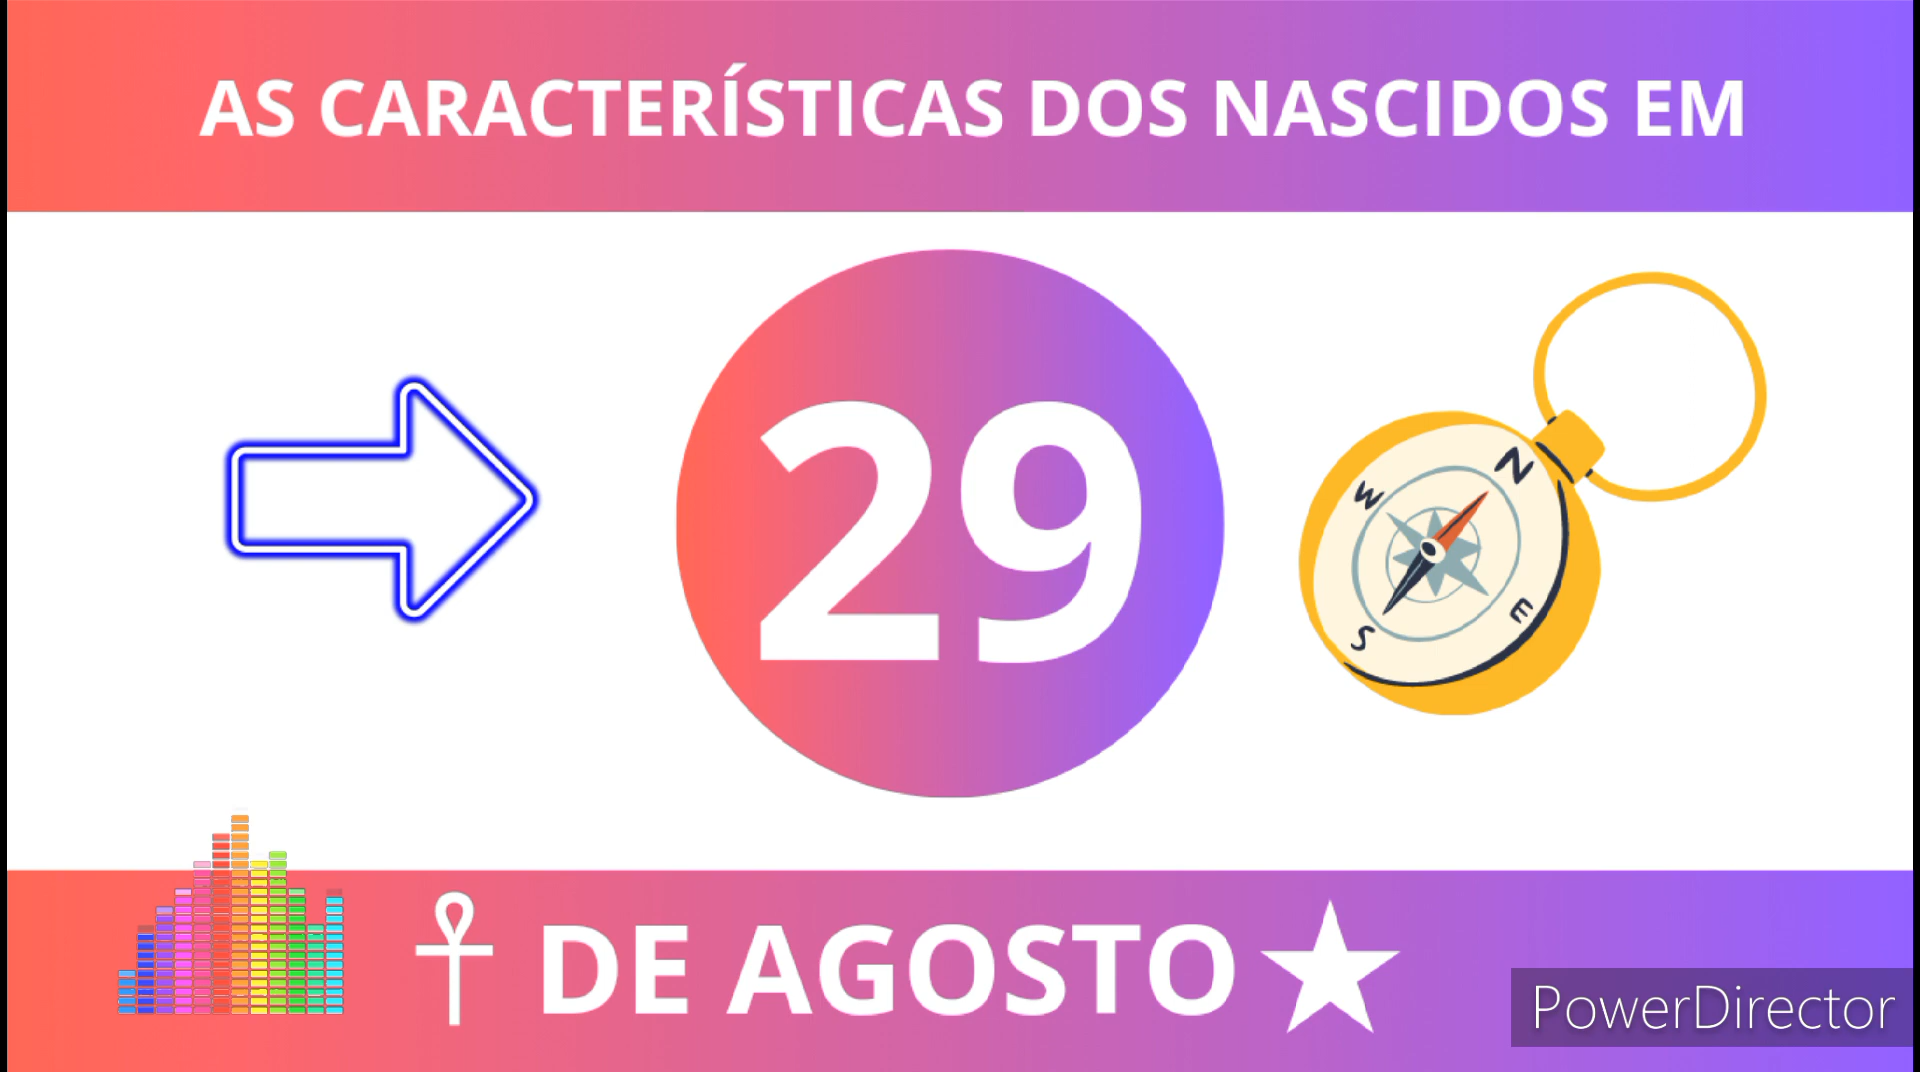 AS CARACTERÍSTICAS DOS NASCIDOS EM
29
N
W
E
S
DE AGOSTO
PowerDirector